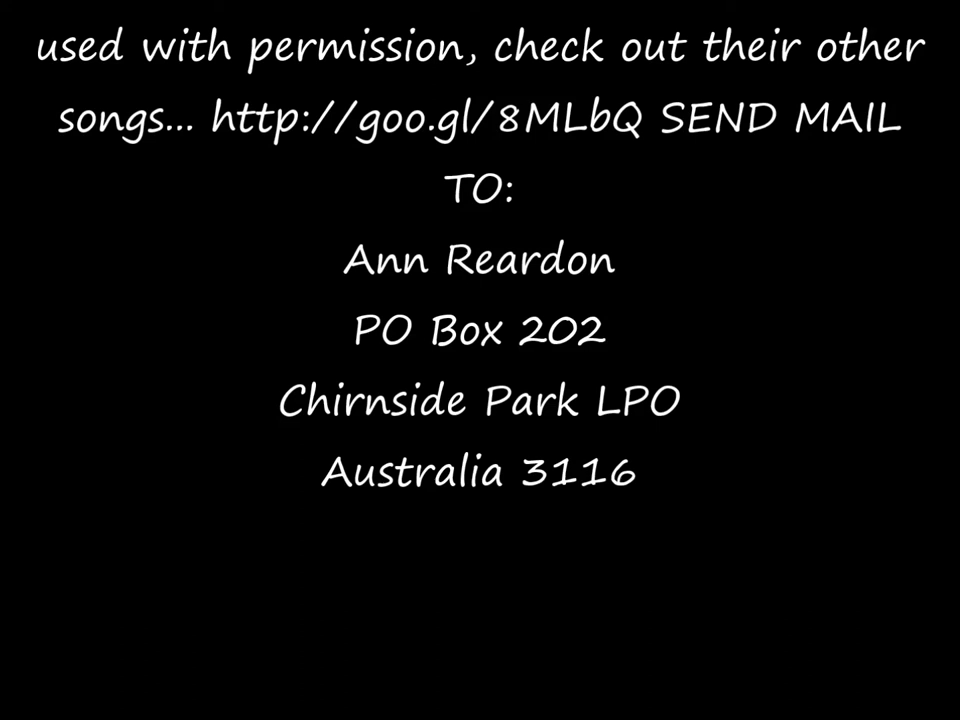 used with permission, check out their other
songs... http://goo.gl/8MLbQ SEND MAIL
TO:
Ann Reardon
PO Box 202
Chirnside Park LPO
Australia 3116